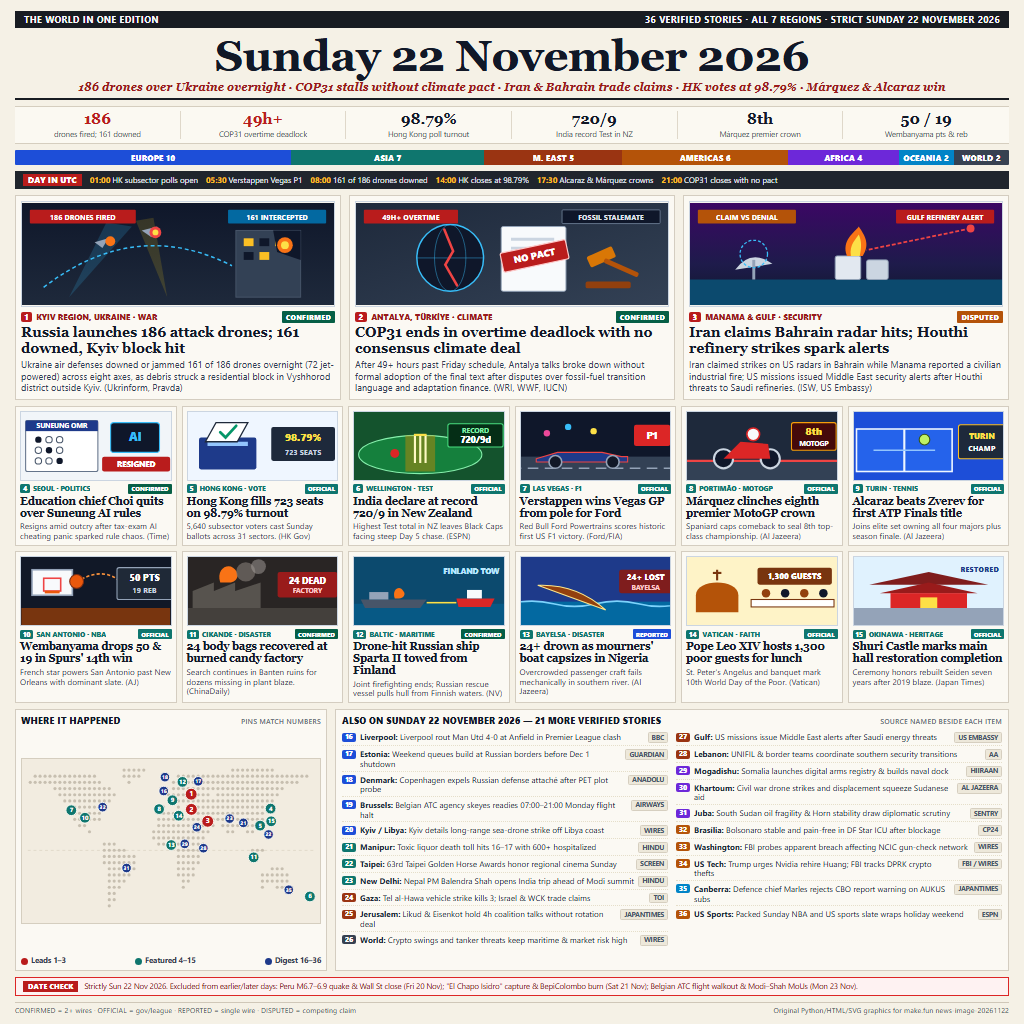 THE WORLD IN ONE EDITION
36 VERIFIED STORIES · ALL 7 REGIONS · STRICT SUNDAY 22 NOVEMBER 2026
Sunday 22 November 2026
186 drones over Ukraine overnight · COP31 stalls without climate pact · Iran & Bahrain trade claims · HK votes at 98.79% · Márquez & Alcaraz win
186
drones fired; 161 downed
49h+
COP31 overtime deadlock
98.79%
Hong Kong poll turnout
720/9
India record Test in NZ
8th
Márquez premier crown
50 / 19
Wembanyama pts & reb
EUROPE 10
ASIA 7
M. EAST 5
AMERICAS 6
AFRICA 4
OCEANIA 2
WORLD 2
DAY IN UTC
01:00 HK subsector polls open
05:30 Verstappen Vegas P1
08:00 161 of 186 drones downed
14:00 HK closes at 98.79%
17:30 Alcaraz & Márquez crowns
21:00 COP31 closes with no pact
186 DRONES FIRED
161 INTERCEPTED
1 KYIV REGION, UKRAINE · WAR
CONFIRMED
Russia launches 186 attack drones; 161
downed, Kyiv block hit
Ukraine air defenses downed or jammed 161 of 186 drones overnight (72 jet-
powered) across eight axes, as debris struck a residential block in Vyshhorod
district outside Kyiv. (Ukrinform, Pravda)
49H+ OVERTIME
FOSSIL STALEMATE
NO PACT
2 ANTALYA, TÜRKİYE · CLIMATE
CONFIRMED
COP31 ends in overtime deadlock with no
consensus climate deal
After 49+ hours past Friday schedule, Antalya talks broke down without
formal adoption of the final text after disputes over fossil-fuel transition
language and adaptation finance. (WRI, WWF, IUCN)
CLAIM VS DENIAL
GULF REFINERY ALERT
3 MANAMA & GULF · SECURITY
DISPUTED
Iran claims Bahrain radar hits; Houthi
refinery strikes spark alerts
Iran claimed strikes on US radars in Bahrain while Manama reported a civilian
industrial fire; US missions issued Middle East security alerts after Houthi
threats to Saudi refineries. (ISW, US Embassy)
SUNEUNG OMR
AI
RESIGNED
4 SEOUL · POLITICS
CONFIRMED
Education chief Choi quits
over Suneung AI rules
Resigns amid outcry after tax-exam AI
cheating panic sparked rule chaos. (Time)
98.79%
723 SEATS
5 HONG KONG · VOTE
OFFICIAL
Hong Kong fills 723 seats
on 98.79% turnout
5,640 subsector voters cast Sunday
ballots across 31 sectors. (HK Gov)
RECORD
720/9d
6 WELLINGTON · TEST
OFFICIAL
India declare at record
720/9 in New Zealand
Highest Test total in NZ leaves Black Caps
facing steep Day 5 chase. (ESPN)
P1
7 LAS VEGAS · F1
OFFICIAL
Verstappen wins Vegas GP
from pole for Ford
Red Bull Ford Powertrains scores historic
first US F1 victory. (Ford/FIA)
8th
MOTOGP
8 PORTIMÃO · MOTOGP
OFFICIAL
Márquez clinches eighth
premier MotoGP crown
Spaniard caps comeback to seal 8th top-
class championship. (Al Jazeera)
TURIN
CHAMP
9 TURIN · TENNIS
OFFICIAL
Alcaraz beats Zverev for
first ATP Finals title
Joins elite set owning all four majors plus
season finale. (Al Jazeera)
50 PTS
19 REB
10 SAN ANTONIO · NBA
OFFICIAL
Wembanyama drops 50 &
19 in Spurs' 14th win
French star powers San Antonio past New
Orleans with dominant slate. (AJ)
24 DEAD
FACTORY
11 CIKANDE · DISASTER
CONFIRMED
24 body bags recovered at
burned candy factory
Search continues in Banten ruins for
dozens missing in plant blaze.
(ChinaDaily)
FINLAND TOW
12 BALTIC · MARITIME
CONFIRMED
Drone-hit Russian ship
Sparta II towed from
Finland
Joint firefighting ends; Russian rescue
vessel pulls hull from Finnish waters. (NV)
24+ LOST
BAYELSA
13 BAYELSA · DISASTER
REPORTED
24+ drown as mourners'
boat capsizes in Nigeria
Overcrowded passenger craft fails
mechanically in southern river. (Al
Jazeera)
1,300 GUESTS
14 VATICAN · FAITH
OFFICIAL
Pope Leo XIV hosts 1,300
poor guests for lunch
St. Peter's Angelus and banquet mark
10th World Day of the Poor. (Vatican)
RESTORED
15 OKINAWA · HERITAGE
OFFICIAL
Shuri Castle marks main
hall restoration completion
Ceremony honors rebuilt Seiden seven
years after 2019 blaze. (Japan Times)
WHERE IT HAPPENED
PINS MATCH NUMBERS
Leads 1–3
Featured 4–15
Digest 16–36
ALSO ON SUNDAY 22 NOVEMBER 2026 — 21 MORE VERIFIED STORIES
SOURCE NAMED BESIDE EACH ITEM
16 Liverpool: Liverpool rout Man Utd 4-0 at Anfield in Premier League clash BBC
17 Estonia: Weekend queues build at Russian borders before Dec 1
shutdown GUARDIAN
18 Denmark: Copenhagen expels Russian defense attaché after PET plot
probe ANADOLU
19 Brussels: Belgian ATC agency skeyes readies 07:00–21:00 Monday flight
halt AIRWAYS
20 Kyiv / Libya: Kyiv details long-range sea-drone strike off Libya coast WIRES
21 Manipur: Toxic liquor death toll hits 16–17 with 600+ hospitalized HINDU
22 Taipei: 63rd Taipei Golden Horse Awards honor regional cinema Sunday SCREEN
23 New Delhi: Nepal PM Balendra Shah opens India trip ahead of Modi summit HINDU
24 Gaza: Tel al-Hawa vehicle strike kills 3; Israel & WCK trade claims TOI
25 Jerusalem: Likud & Eisenkot hold 4h coalition talks without rotation
deal JAPANTIMES
26 World: Crypto swings and tanker threats keep maritime & market risk high WIRES
27 Gulf: US missions issue Middle East alerts after Saudi energy threats US EMBASSY
28 Lebanon: UNIFIL & border teams coordinate southern security transitions AA
29 Mogadishu: Somalia launches digital arms registry & builds naval dock HIIRAAN
30 Khartoum: Civil war drone strikes and displacement squeeze Sudanese
aid AL JAZEERA
31 Juba: South Sudan oil fragility & Horn stability draw diplomatic scrutiny SENTRY
32 Brasília: Bolsonaro stable and pain-free in DF Star ICU after blockage CP24
33 Washington: FBI probes apparent breach affecting NCIC gun-check network WIRES
34 US Tech: Trump urges Nvidia rehire Huang; FBI tracks DPRK crypto
thefts FBI / WIRES
35 Canberra: Defence chief Marles rejects CBO report warning on AUKUS
subs JAPANTIMES
36 US Sports: Packed Sunday NBA and US sports slate wraps holiday weekend ESPN
DATE CHECK
Strictly Sun 22 Nov 2026. Excluded from earlier/later days: Peru M6.7–6.9 quake & Wall St close (Fri 20 Nov); "El Chapo Isidro" capture & BepiColombo burn (Sat 21 Nov); Belgian ATC flight walkout & Modi–Shah MoUs (Mon 23 Nov).
CONFIRMED = 2+ wires · OFFICIAL = gov/league · REPORTED = single wire · DISPUTED = competing claim
Original Python/HTML/SVG graphics for make.fun news-image-20261122